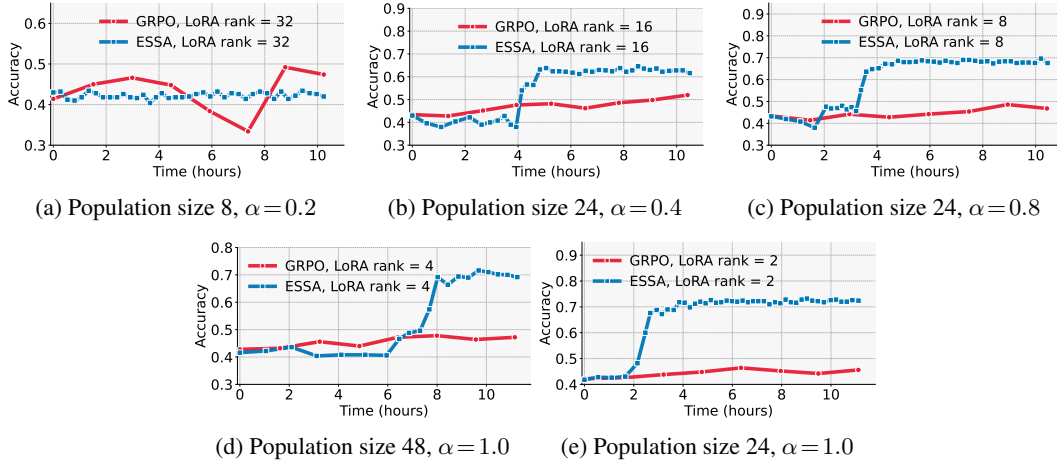 0.6
0.5
0.4
0.3
Accuracy
GRPO, LoRA rank = 32
ESSA, LoRA rank = 32
0 2 4 6 8 10
Time (hours)
(a) Population size 8, α=0.2
0.9
0.8
0.7
0.6
0.5
0.4
0.3
Accuracy
GRPO, LoRA rank = 16
ESSA, LoRA rank = 16
0 2 4 6 8 10
Time (hours)
(b) Population size 24, α=0.4
0.9
0.8
0.7
0.6
0.5
0.4
0.3
Accuracy
GRPO, LoRA rank = 8
ESSA, LoRA rank = 8
0 2 4 6 8 10
Time (hours)
(c) Population size 24, α=0.8
0.8
0.7
0.6
0.5
0.4
0.3
Accuracy
GRPO, LoRA rank = 4
ESSA, LoRA rank = 4
0 2 4 6 8 10
Time (hours)
(d) Population size 48, α=1.0
0.9
0.8
0.7
0.6
0.5
0.4
Accuracy
GRPO, LoRA rank = 2
ESSA, LoRA rank = 2
0 2 4 6 8 10
Time (hours)
(e) Population size 24, α=1.0